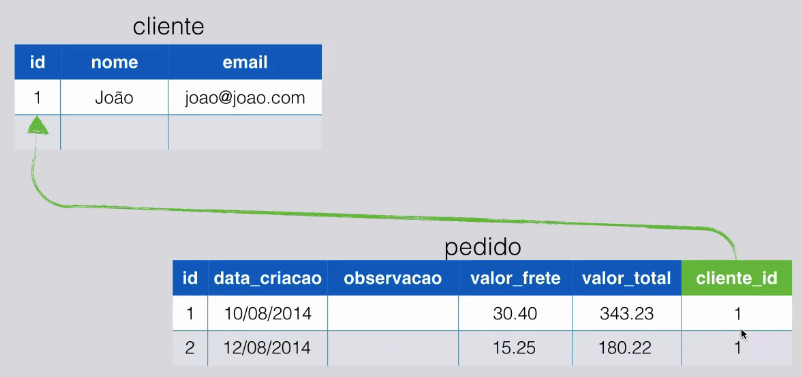 cliente
id nome email
1 João joao@joao.com
pedido
id data_criacao observacao valor_frete valor_total cliente_id
1 10/08/2014 30.40 343.23 1
2 12/08/2014 15.25 180.22 1